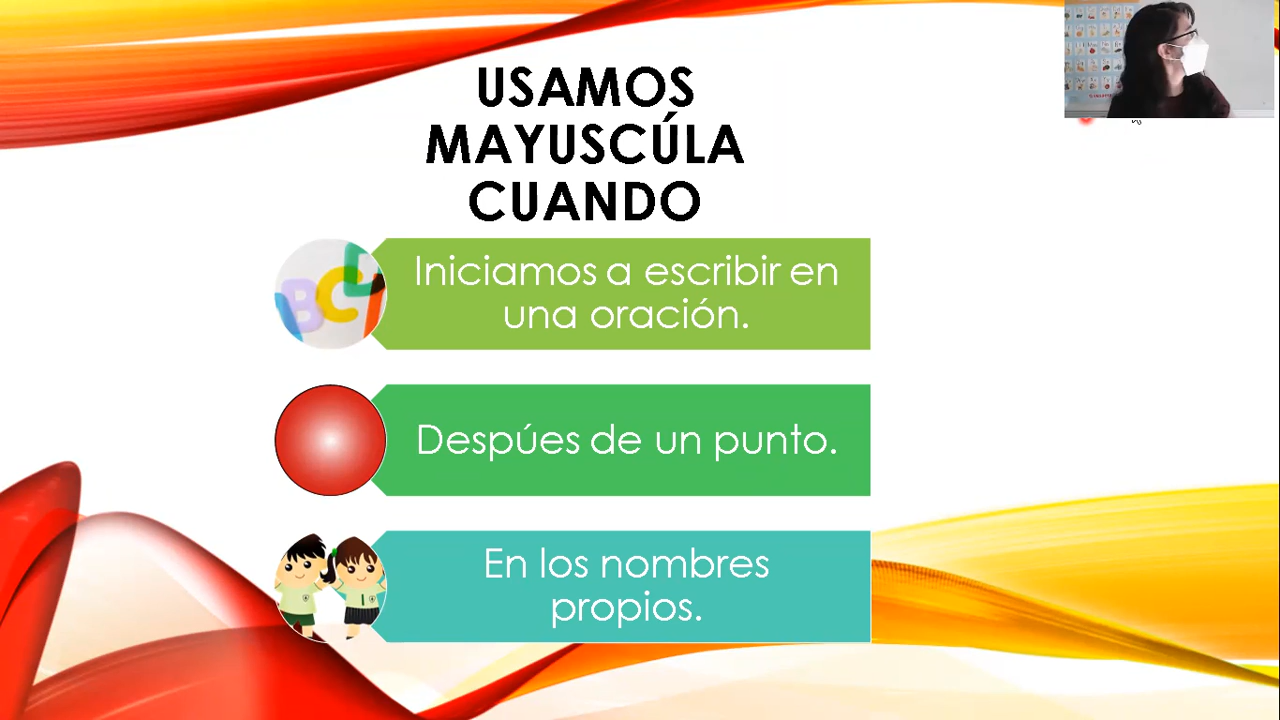 USAMOS
MAYUSCÚLA
CUANDO
Iniciamos a escribir en
una oración.
Despúes de un punto.
En los nombres
propios.